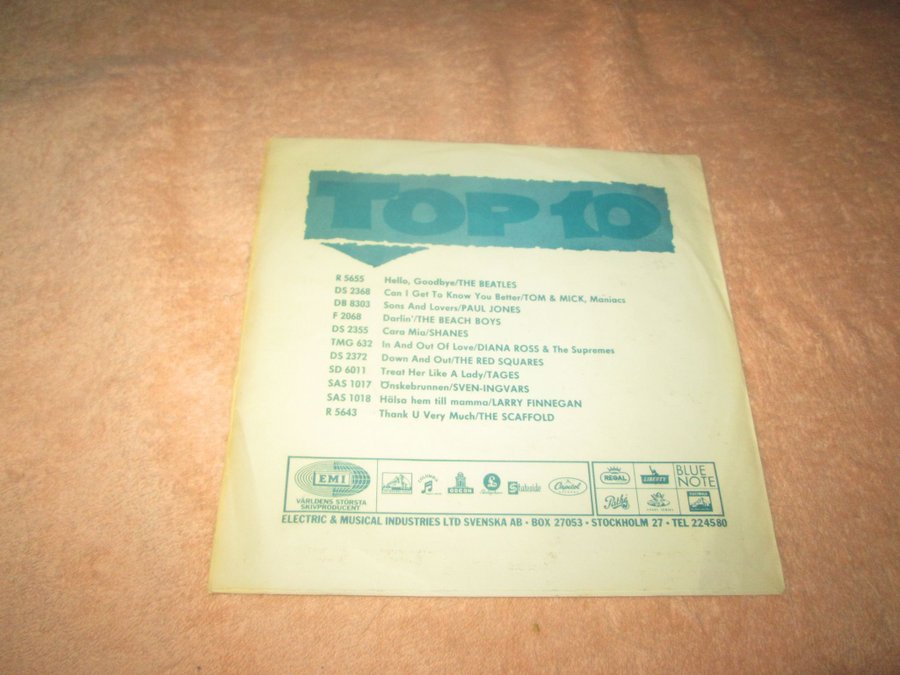 TOP 10
R 5655 Hello, Goodbye/THE BEATLES
DS 2368 Can I Get To Know You Better/TOM & MICK, Maniacs
DB 8303 Sons And Lovers/PAUL JONES
F 2068 Darlin'/THE BEACH BOYS
DS 2355 Cara Mia/SHANES
TMG 632 In And Out Of Love/DIANA ROSS & The Supremes
DS 2372 Down And Out/THE RED SQUARES
SD 6011 Treat Her Like A Lady/TAGES
SAS 1017 Önskebrunnen/SVEN-INGVARS
SAS 1018 Hälsa hem till mamma/LARRY FINNEGAN
R 5643 Thank U Very Much/THE SCAFFOLD
EMI
VÄRLDENS STÖRSTA
SKIVPRODUCENT
COLUMBIA
ODEON
Stateside
Capitol
REGAL
LIBERTY
BLUE
NOTE
Pathé
ELECTRIC & MUSICAL INDUSTRIES LTD SVENSKA AB • BOX 27053 • STOCKHOLM 27 • TEL 224580